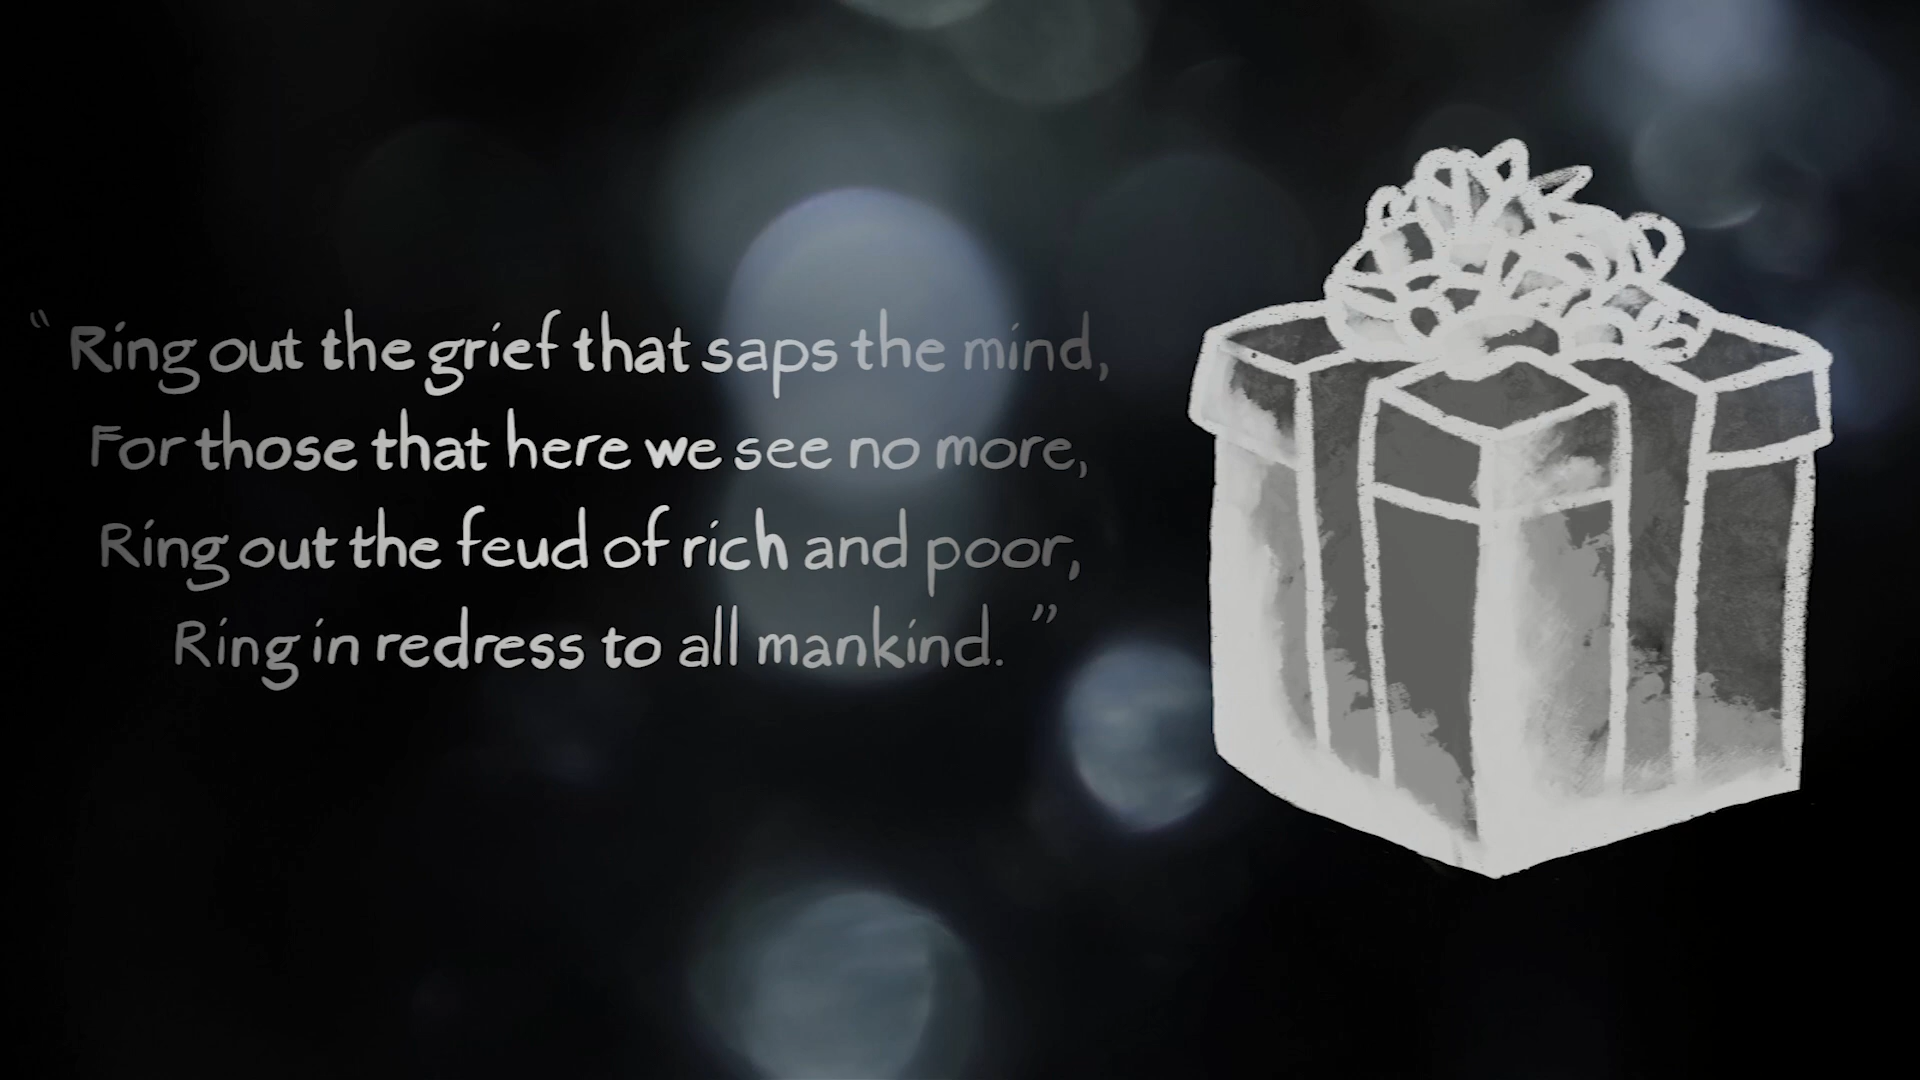 “ Ring out the grief that saps the mind,
For those that here we see no more,
Ring out the feud of rich and poor,
Ring in redress to all mankind. ”